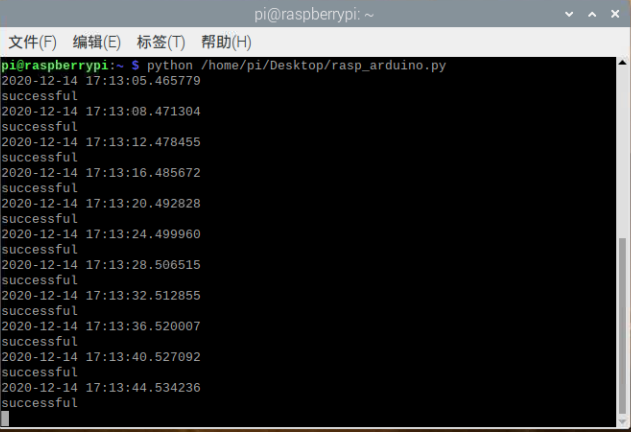 pi@raspberrypi: ~
文件(F) 编辑(E) 标签(T) 帮助(H)
pi@raspberrypi:~ $ python /home/pi/Desktop/rasp_arduino.py
2020-12-14 17:13:05.465779
successful
2020-12-14 17:13:08.471304
successful
2020-12-14 17:13:12.478455
successful
2020-12-14 17:13:16.485672
successful
2020-12-14 17:13:20.492828
successful
2020-12-14 17:13:24.499960
successful
2020-12-14 17:13:28.506515
successful
2020-12-14 17:13:32.512855
successful
2020-12-14 17:13:36.520007
successful
2020-12-14 17:13:40.527092
successful
2020-12-14 17:13:44.534236
successful